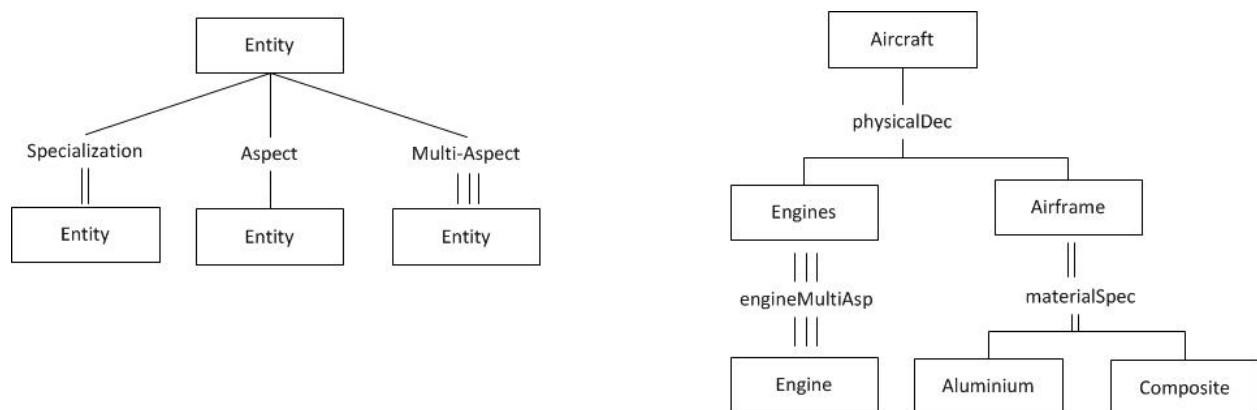 Entity
Specialization
Aspect
Multi-Aspect
Entity
Entity
Entity
Aircraft
physicalDec
Engines
Airframe
engineMultiAsp
materialSpec
Engine
Aluminium
Composite